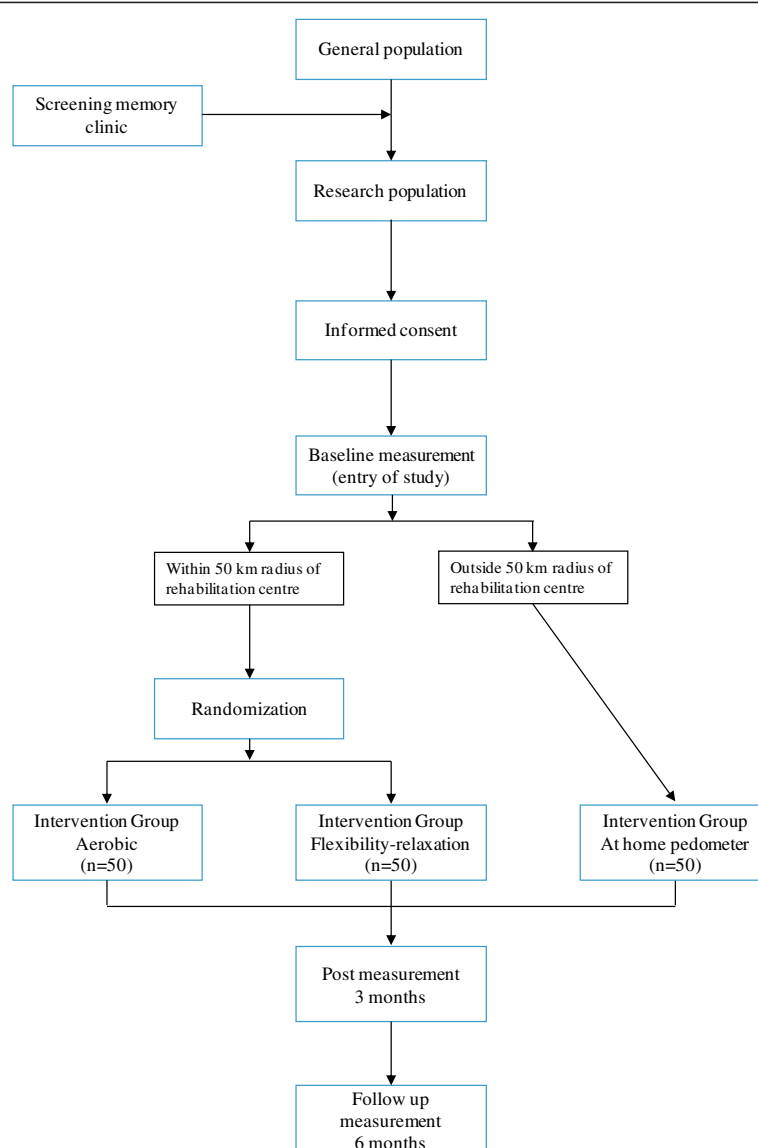 General population
Screening memory
clinic
Research population
Informed consent
Baseline measurement
(entry of study)
Within 50 km radius of
rehabilitation centre
Outside 50 km radius of
rehabilitation centre
Randomization
Intervention Group
Aerobic
(n=50)
Intervention Group
Flexibility-relaxation
(n=50)
Intervention Group
At home pedometer
(n=50)
Post measurement
3 months
Follow up
measurement
6 months